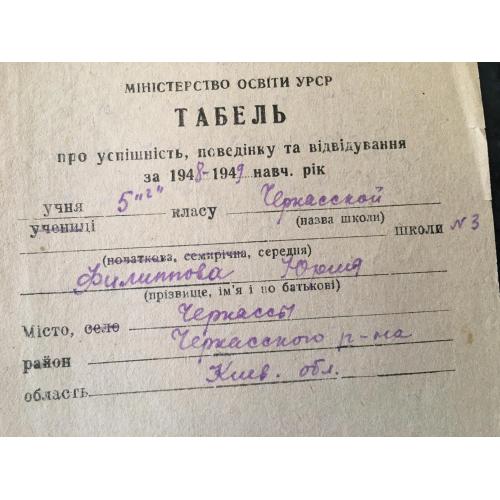 МІНІСТЕРСТВО ОСВІТИ УРСР
ТАБЕЛЬ
про успішність, поведінку та відвідування
за 1948-1949 навч. рік
учня 5"г" класу Черкасской
учениці (назва школи)
школи №3
(початкова, семирічна, середня)
Филиппова
(прізвище, ім'я і по батькові)
Місто, село Черкассы
район Черкасского р-на
область Киев. обл.